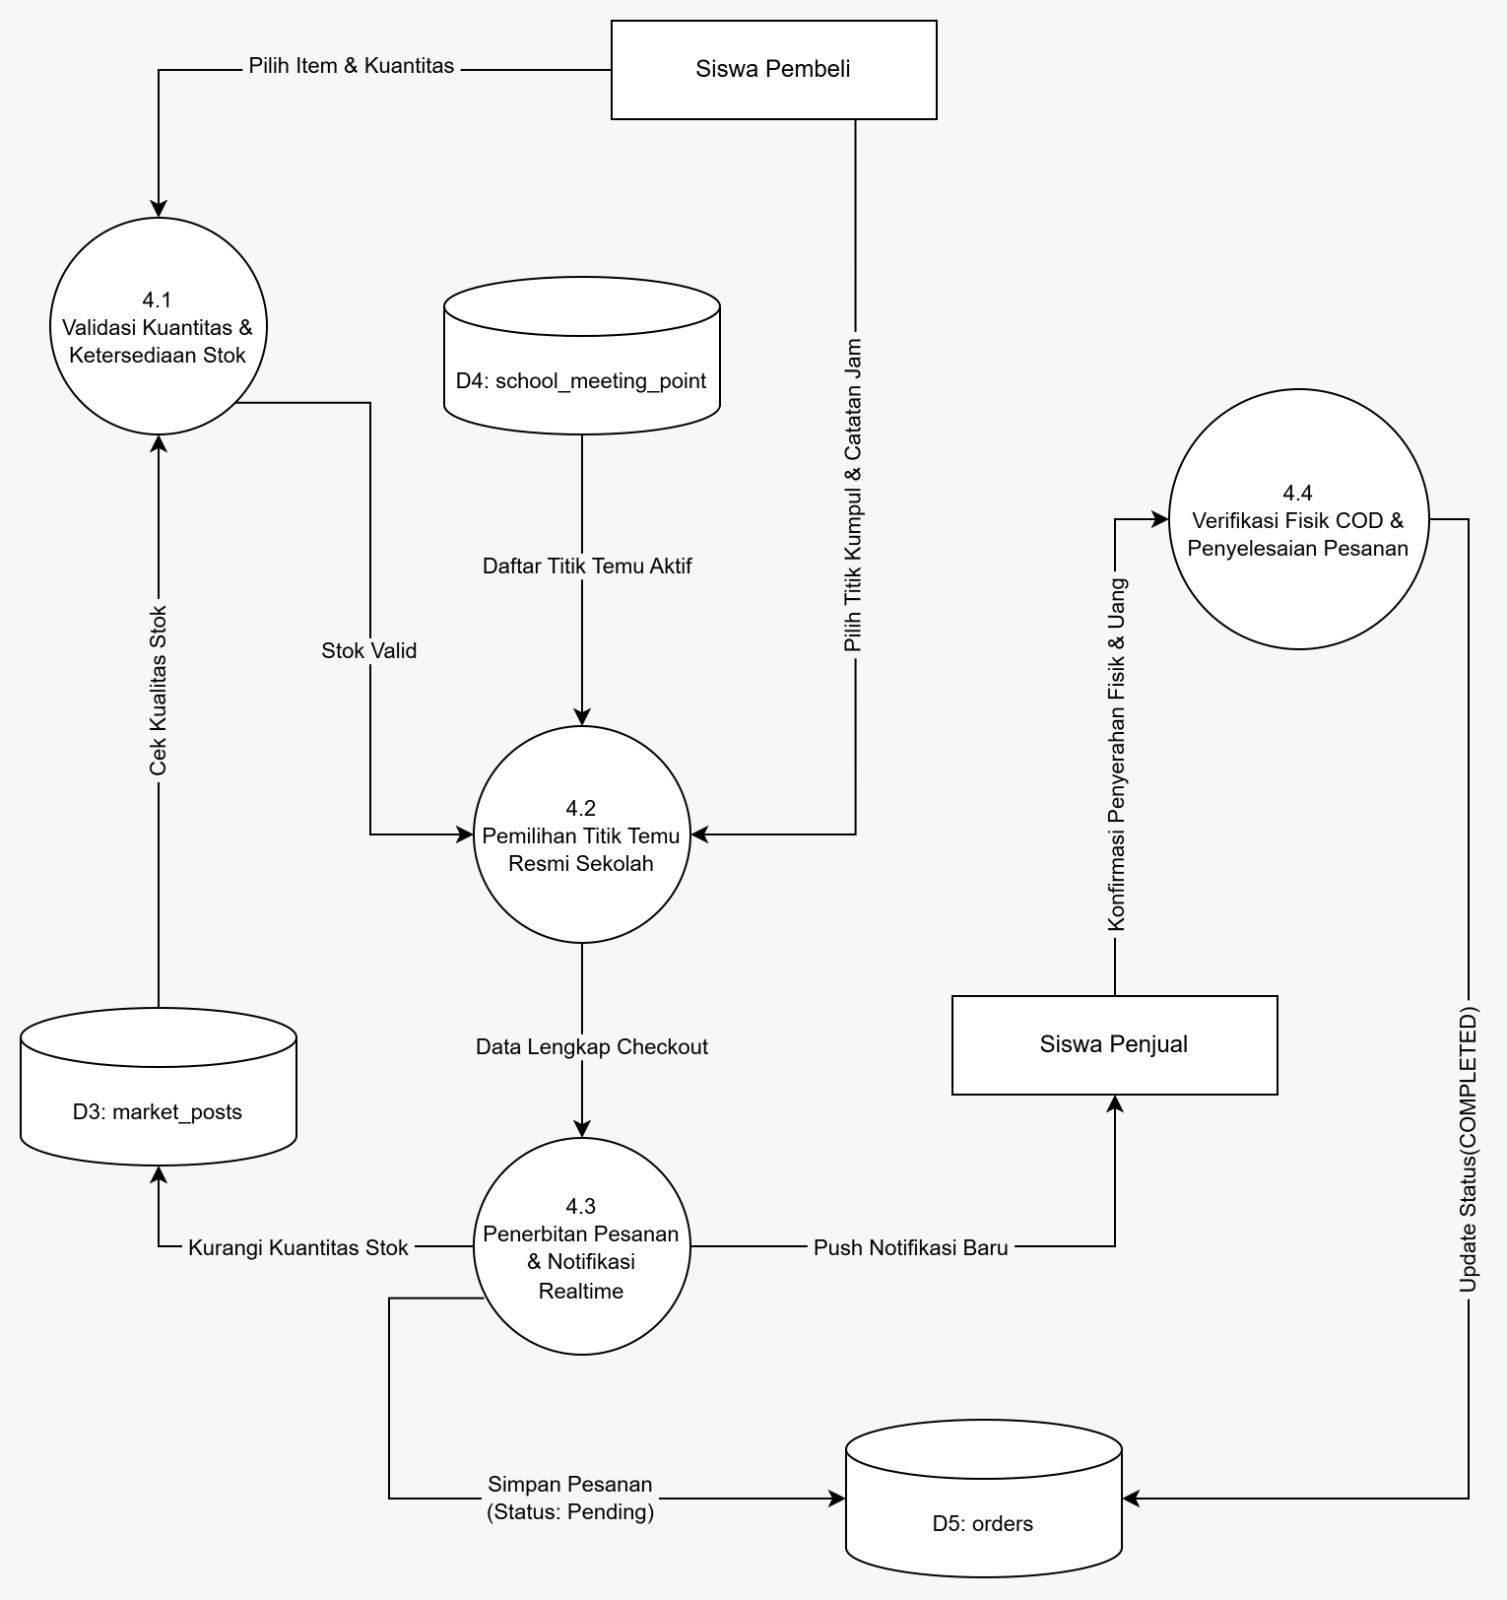 Siswa Pembeli
Pilih Item & Kuantitas
4.1
Validasi Kuantitas &
Ketersediaan Stok
D4: school_meeting_point
Pilih Titik Kumpul & Catatan Jam
4.4
Verifikasi Fisik COD &
Penyelesaian Pesanan
Daftar Titik Temu Aktif
Stok Valid
Cek Kualitas Stok
Konfirmasi Penyerahan Fisik & Uang
4.2
Pemilihan Titik Temu
Resmi Sekolah
Data Lengkap Checkout
Siswa Penjual
D3: market_posts
Update Status(COMPLETED)
4.3
Penerbitan Pesanan
& Notifikasi
Realtime
Kurangi Kuantitas Stok
Push Notifikasi Baru
Simpan Pesanan
(Status: Pending)
D5: orders